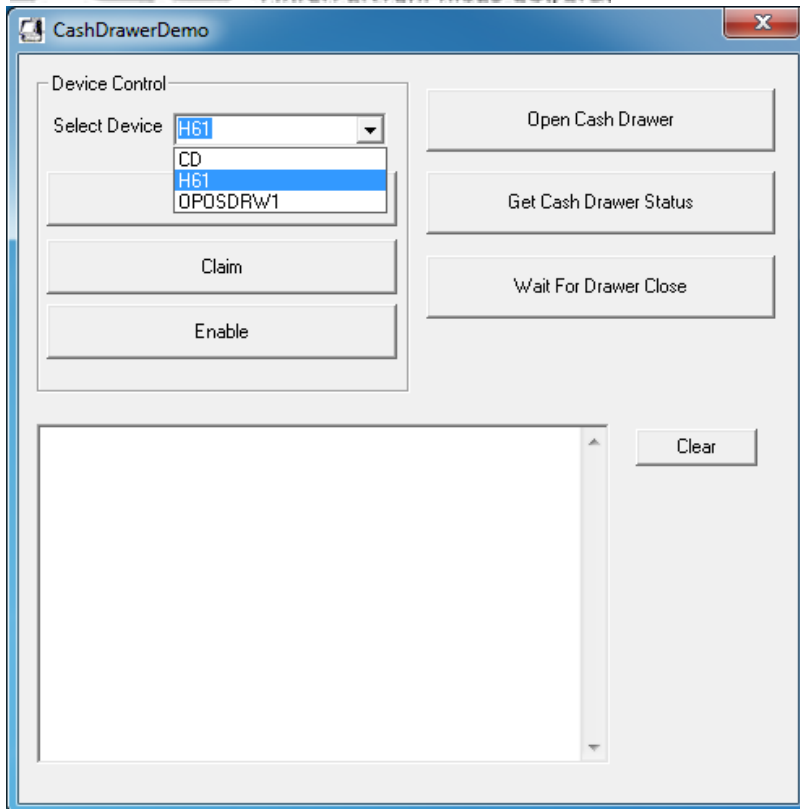 CashDrawerDemo
Device Control
Select Device H61
CD
H61
OPOSDRW1
Claim
Enable
Open Cash Drawer
Get Cash Drawer Status
Wait For Drawer Close
Clear